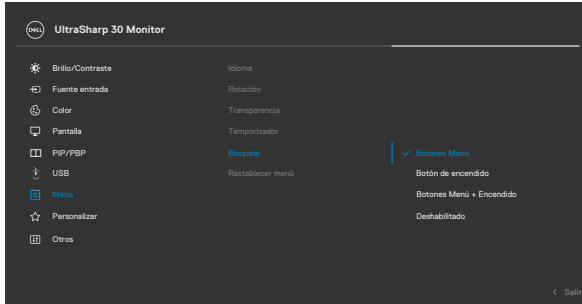 DELL
UltraSharp 30 Monitor
Brillo/Contraste
Idioma
Fuente entrada
Rotación
Color
Transparencia
Pantalla
Temporizador
PIP/PBP
Bloquear
Botones Menú
USB
Restablecer menú
Botón de encendido
Menú
Botones Menú + Encendido
Personalizar
Deshabilitado
Otros
Salir